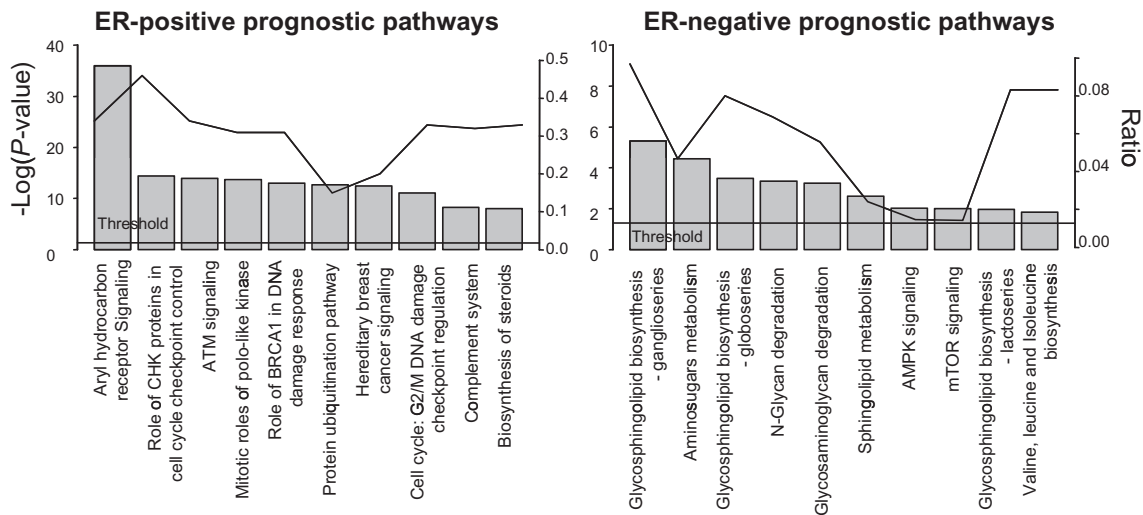 ER-positive prognostic pathways
ER-negative prognostic pathways
-Log(P-value)
40
30
20
10
0
0.5
0.4
0.3
0.2
0.1
0.0
Threshold
Aryl hydrocarbon
receptor Signaling
Role of CHK proteins in
cell cycle checkpoint control
ATM signaling
Mitotic roles of polo-like kinase
Role of BRCA1 in DNA
damage response
Protein ubiquitination pathway
Hereditary breast
cancer signaling
Cell cycle: G2/M DNA damage
checkpoint regulation
Complement system
Biosynthesis of steroids
10
8
6
4
2
0
0.08
0.04
0.00
Ratio
Threshold
Glycosphingolipid biosynthesis
- ganglioseries
Aminosugars metabolism
Glycosphingolipid biosynthesis
- globoseries
N-Glycan degradation
Glycosaminoglycan degradation
Sphingolipid metabolism
AMPK signaling
mTOR signaling
Glycosphingolipid biosynthesis
- lactoseries
Valine, leucine and Isoleucine
biosynthesis